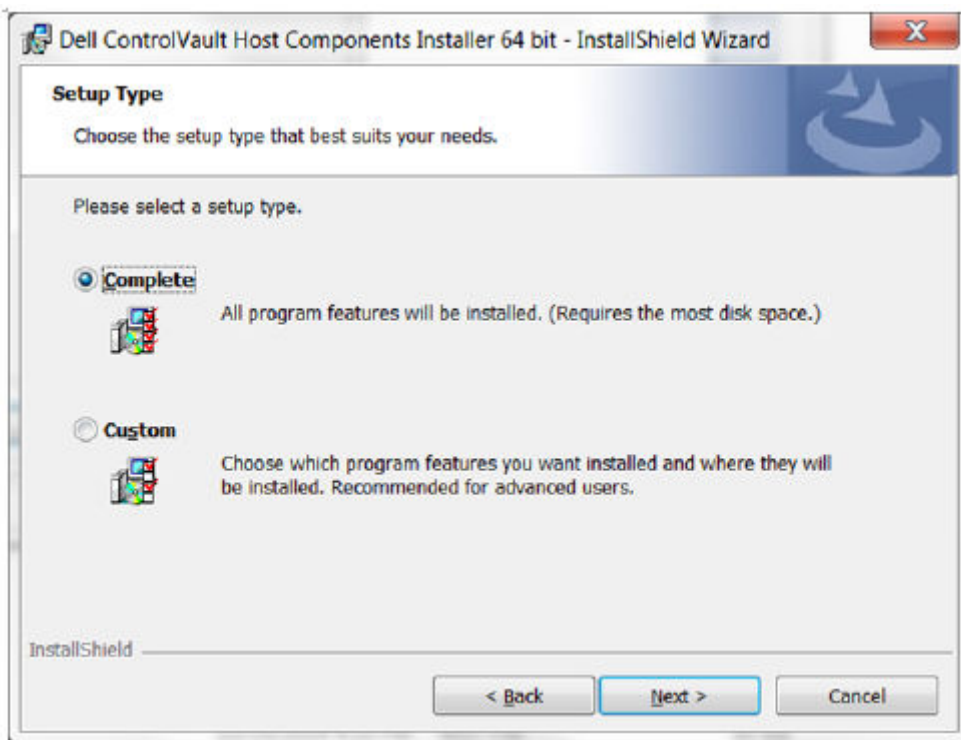 Dell ControlVault Host Components Installer 64 bit - InstallShield Wizard
Setup Type
Choose the setup type that best suits your needs.
Please select a setup type.
Complete
All program features will be installed. (Requires the most disk space.)
Custom
Choose which program features you want installed and where they will
be installed. Recommended for advanced users.
InstallShield
< Back
Next >
Cancel